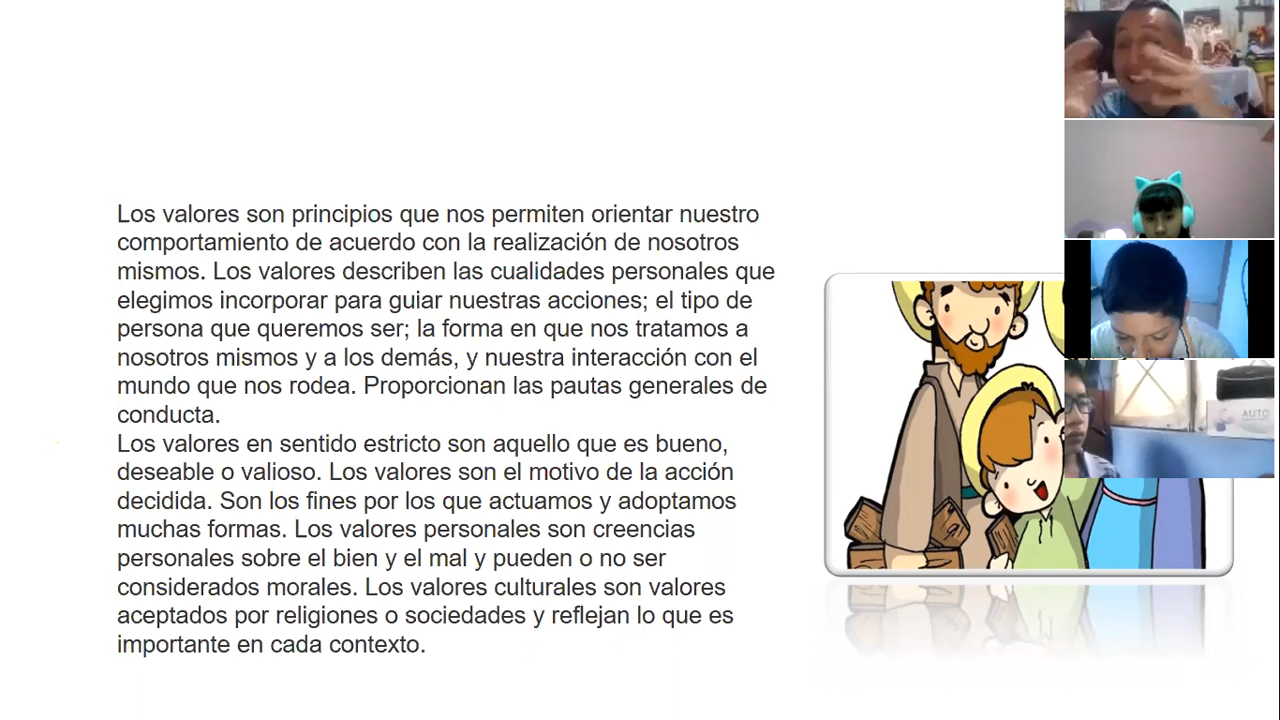 Los valores son principios que nos permiten orientar nuestro
comportamiento de acuerdo con la realización de nosotros
mismos. Los valores describen las cualidades personales que
elegimos incorporar para guiar nuestras acciones; el tipo de
persona que queremos ser; la forma en que nos tratamos a
nosotros mismos y a los demás, y nuestra interacción con el
mundo que nos rodea. Proporcionan las pautas generales de
conducta.
Los valores en sentido estricto son aquello que es bueno,
deseable o valioso. Los valores son el motivo de la acción
decidida. Son los fines por los que actuamos y adoptamos
muchas formas. Los valores personales son creencias
personales sobre el bien y el mal y pueden o no ser
considerados morales. Los valores culturales son valores
aceptados por religiones o sociedades y reflejan lo que es
importante en cada contexto.
AUTO